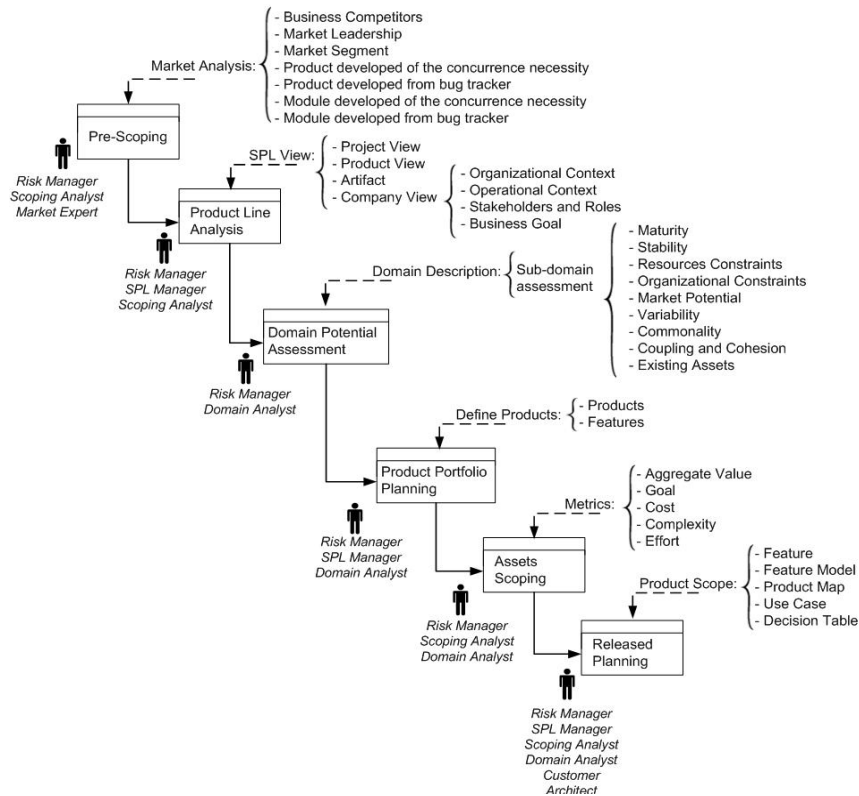 Market Analysis:
- Business Competitors
- Market Leadership
- Market Segment
- Product developed of the concurrence necessity
- Product developed from bug tracker
- Module developed of the concurrence necessity
- Module developed from bug tracker
Pre-Scoping
Risk Manager
Scoping Analyst
Market Expert
SPL View:
- Project View
- Product View
- Artifact
- Company View
- Organizational Context
- Operational Context
- Stakeholders and Roles
- Business Goal
Product Line
Analysis
Risk Manager
SPL Manager
Scoping Analyst
Domain Description:
Sub-domain
assessment
- Maturity
- Stability
- Resources Constraints
- Organizational Constraints
- Market Potential
- Variability
- Commonality
- Coupling and Cohesion
- Existing Assets
Domain Potential
Assessment
Risk Manager
Domain Analyst
Define Products:
- Products
- Features
Product Portfolio
Planning
Risk Manager
SPL Manager
Domain Analyst
Metrics:
- Aggregate Value
- Goal
- Cost
- Complexity
- Effort
Assets
Scoping
Risk Manager
Scoping Analyst
Domain Analyst
Product Scope:
- Feature
- Feature Model
- Product Map
- Use Case
- Decision Table
Released
Planning
Risk Manager
SPL Manager
Scoping Analyst
Domain Analyst
Customer
Architect